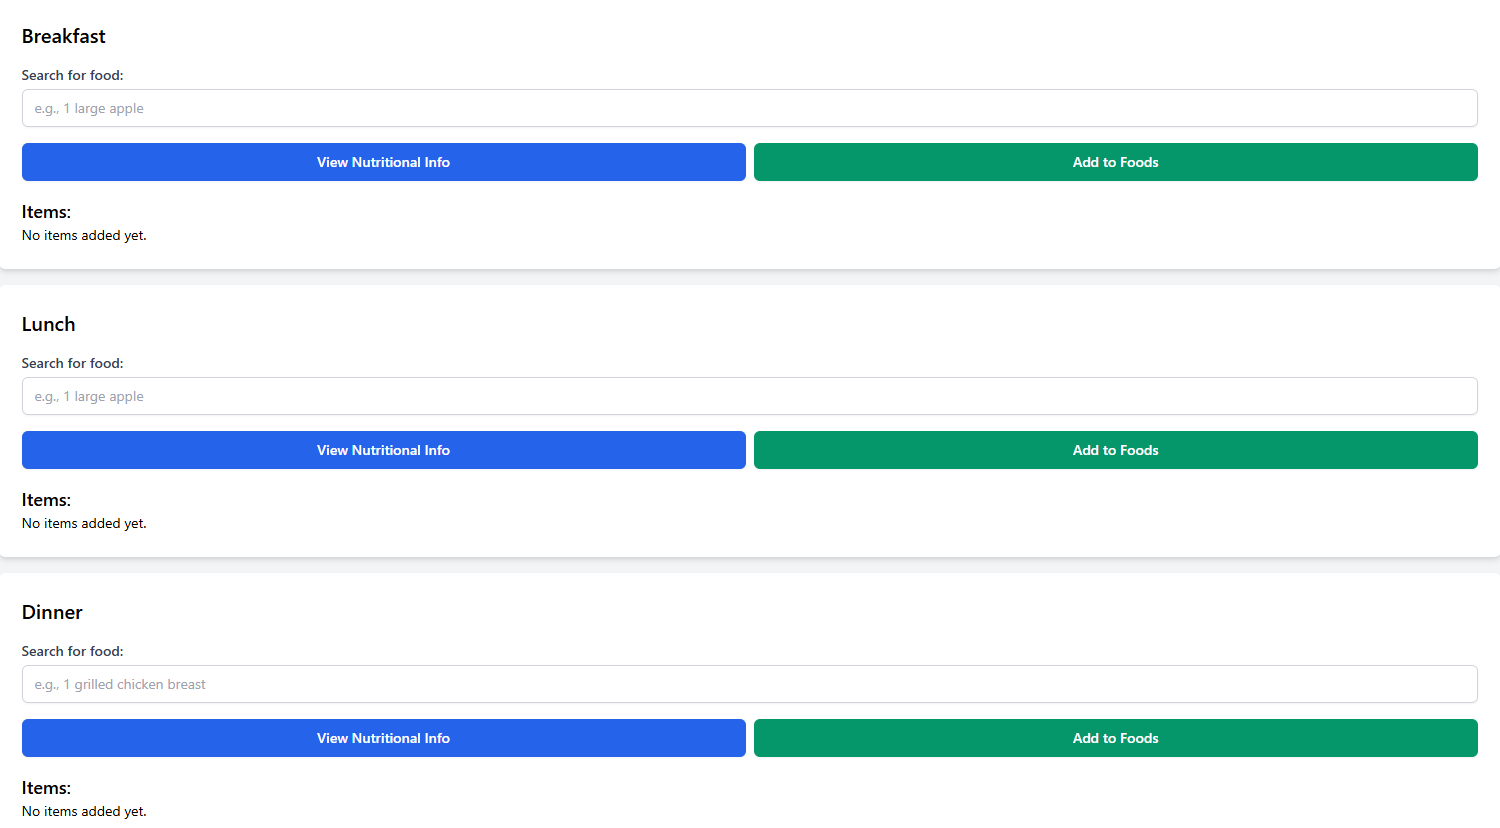 Breakfast
Search for food:
e.g., 1 large apple
View Nutritional Info
Add to Foods
Items:
No items added yet.
Lunch
Search for food:
e.g., 1 large apple
View Nutritional Info
Add to Foods
Items:
No items added yet.
Dinner
Search for food:
e.g., 1 grilled chicken breast
View Nutritional Info
Add to Foods
Items:
No items added yet.